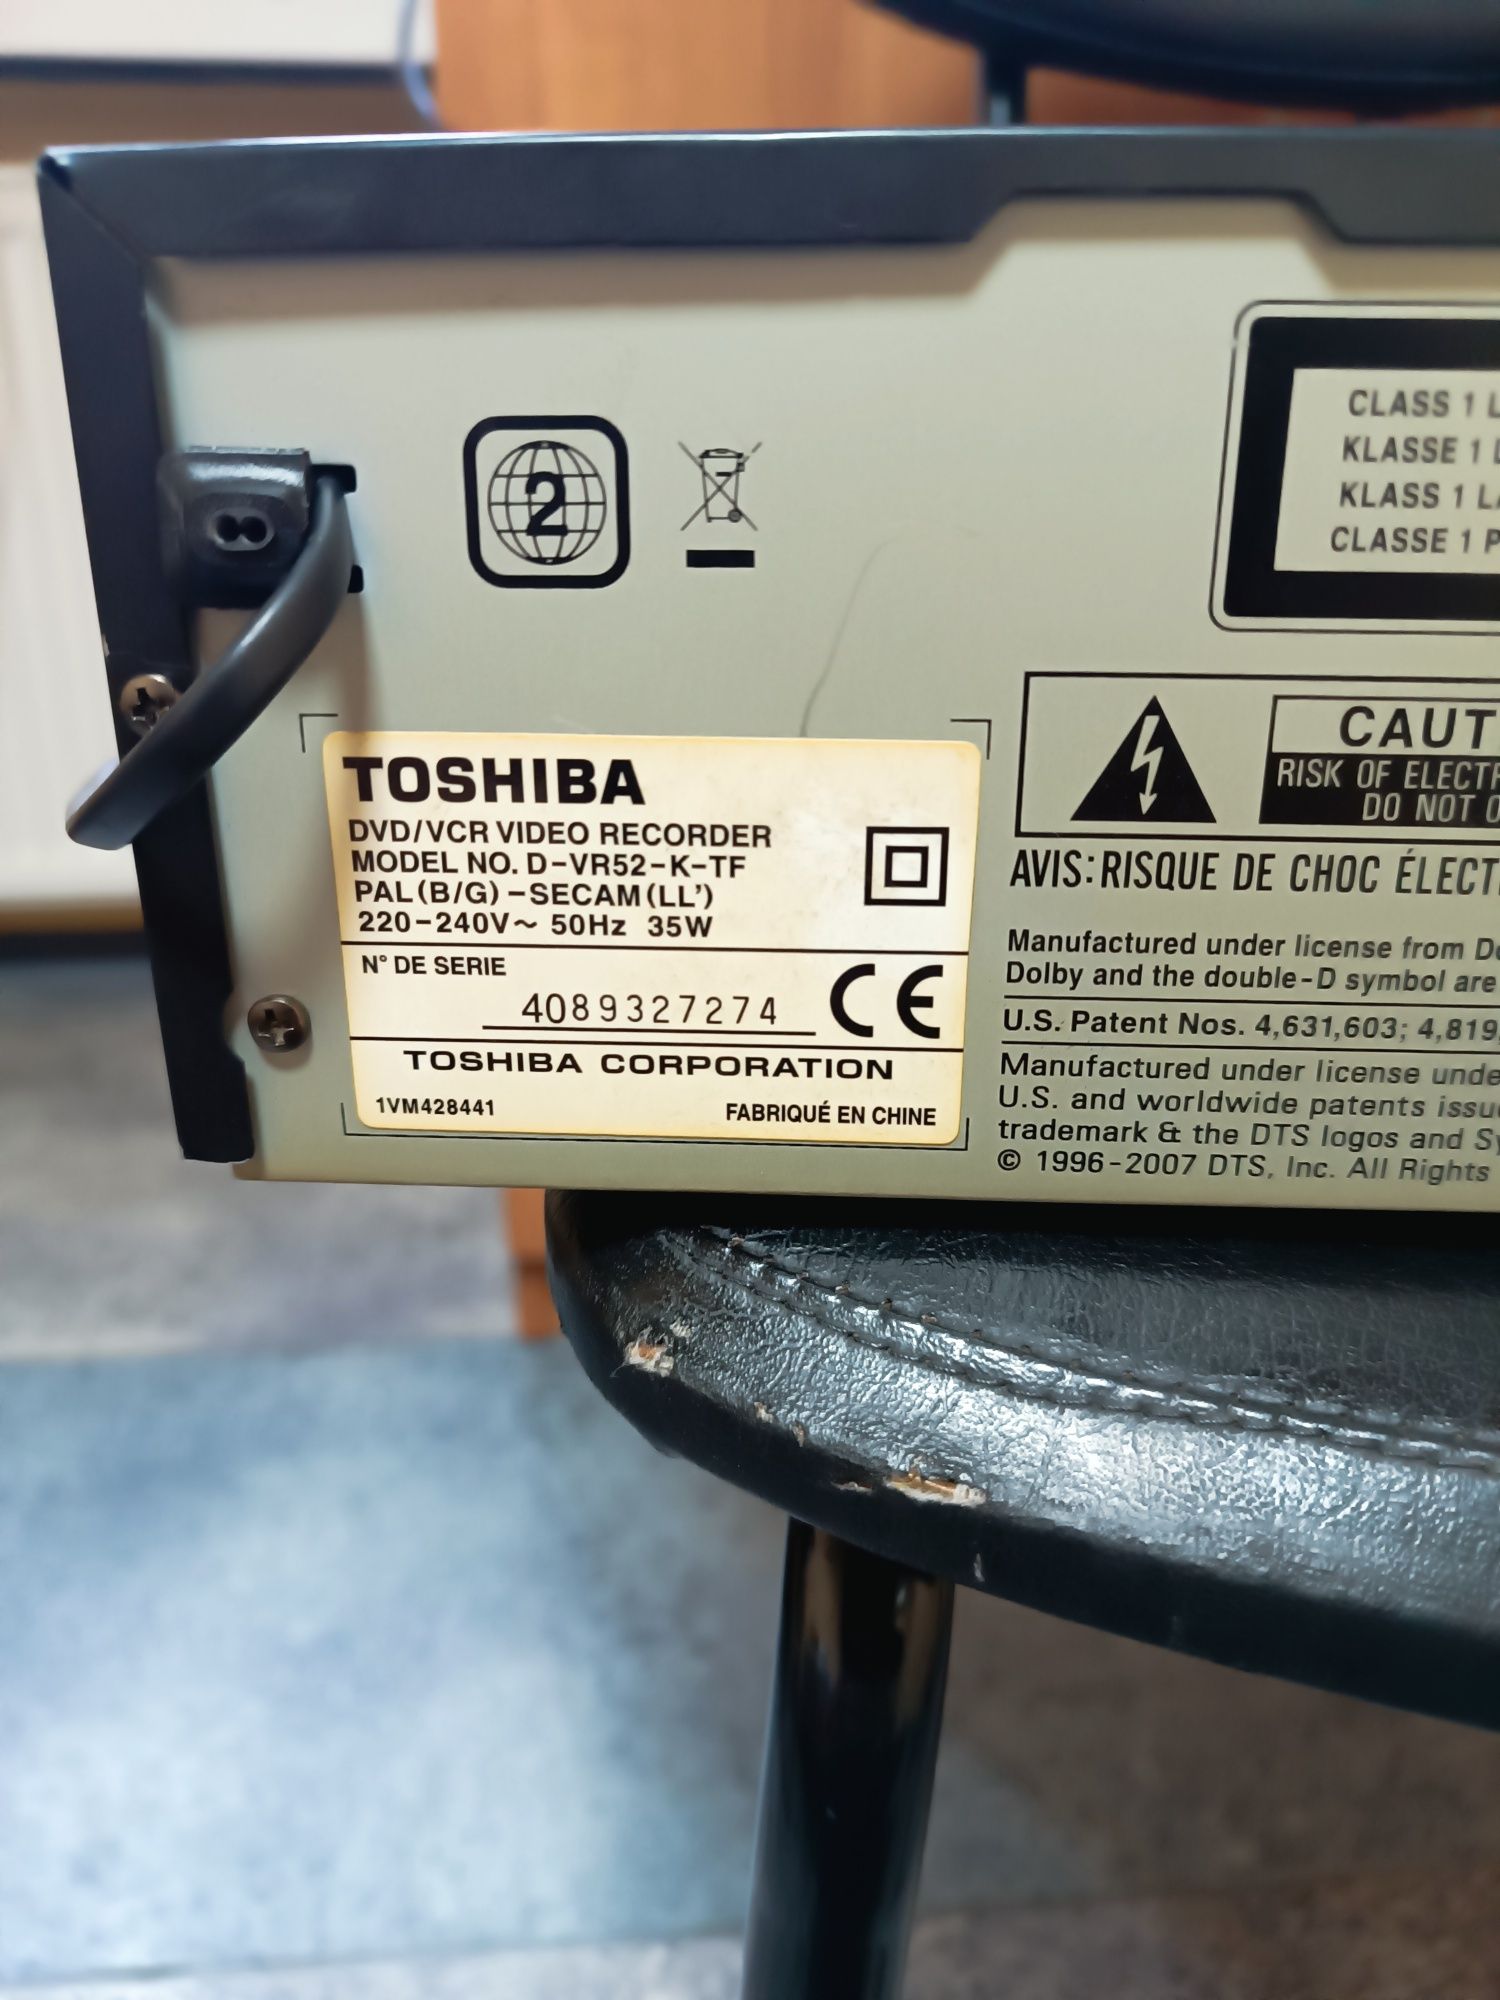 2
TOSHIBA
DVD/VCR VIDEO RECORDER
MODEL NO. D-VR52-K-TF
PAL(B/G)-SECAM(LL')
220-240V~ 50Hz 35W
N° DE SERIE
4089327274
CE
TOSHIBA CORPORATION
1VM428441
FABRIQUÉ EN CHINE
CLASS 1
KLASSE 1
KLASS 1
CLASSE 1
CAUT
RISK OF ELECTR
DO NOT
AVIS:RISQUE DE CHOC ÉLECT
Manufactured under license from
Dolby and the double-D symbol are
U.S. Patent Nos. 4,631,603; 4,819,
Manufactured under license unde
U.S. and worldwide patents issu
trademark & the DTS logos and
© 1996-2007 DTS, Inc. All Rights